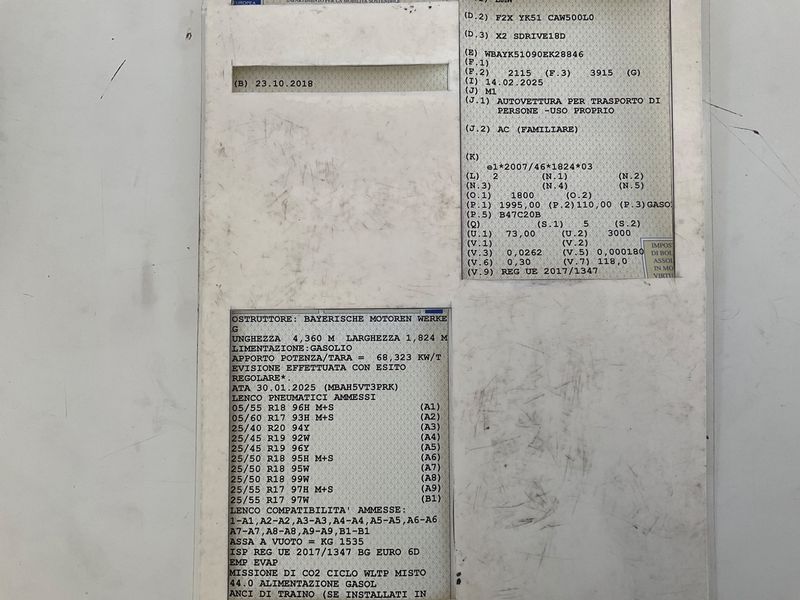 (B) 23.10.2018
(D.2) F2X YK51 CAW500L0
(D.3) X2 SDRIVE18D
(E) WBAYK51090EK28846
(F.1)
(F.2) 2115 (F.3) 3915 (G)
(I) 14.02.2025
(J) M1
(J.1) AUTOVETTURA PER TRASPORTO DI
PERSONE -USO PROPRIO
(J.2) AC (FAMILIARE)
(K)
e1*2007/46*1824*03
(L) 2 (N.1) (N.2)
(N.3) (N.4) (N.5)
(O.1) 1800 (O.2)
(P.1) 1995,00 (P.2)110,00 (P.3)GASO
(P.5) B47C20B
(Q) (S.1) 5 (S.2)
(U.1) 73,00 (U.2) 3000
(V.1) (V.2)
(V.3) 0,0262 (V.5) 0,000180
(V.6) 0,30 (V.7) 118,0
(V.9) REG UE 2017/1347
IMPOS
DI BOL
ASSOL
IN MO
VIRTU
OSTRUTTORE: BAYERISCHE MOTOREN WERKE
G
UNGHEZZA 4,360 M LARGHEZZA 1,824 M
LIMENTAZIONE:GASOLIO
APPORTO POTENZA/TARA = 68,323 KW/T
EVISIONE EFFETTUATA CON ESITO
REGOLARE*.
ATA 30.01.2025 (MBAH5VT3PRK)
LENCO PNEUMATICI AMMESSI
05/55 R18 96H M+S (A1)
05/60 R17 93H M+S (A2)
25/40 R20 94Y (A3)
25/45 R19 92W (A4)
25/45 R19 96Y (A5)
25/50 R18 95H M+S (A6)
25/50 R18 95W (A7)
25/50 R18 99W (A8)
25/55 R17 97H M+S (A9)
25/55 R17 97W (B1)
LENCO COMPATIBILITA' AMMESSE:
1-A1,A2-A2,A3-A3,A4-A4,A5-A5,A6-A6
A7-A7,A8-A8,A9-A9,B1-B1
ASSA A VUOTO = KG 1535
ISP REG UE 2017/1347 BG EURO 6D
EMP EVAP
MISSIONE DI CO2 CICLO WLTP MISTO
44.0 ALIMENTAZIONE GASOL
ANCI DI TRAINO (SE INSTALLATI IN